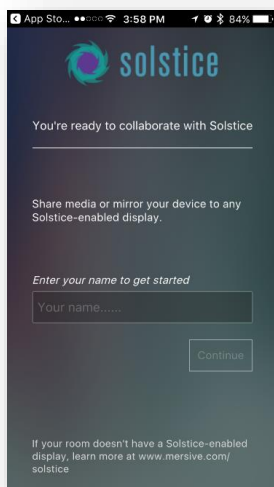 App Sto... 3:58 PM 84%
solstice
You're ready to collaborate with Solstice
Share media or mirror your device to any
Solstice-enabled display.
Enter your name to get started
Your name......
Continue
If your room doesn't have a Solstice-enabled
display, learn more at www.mersive.com/
solstice